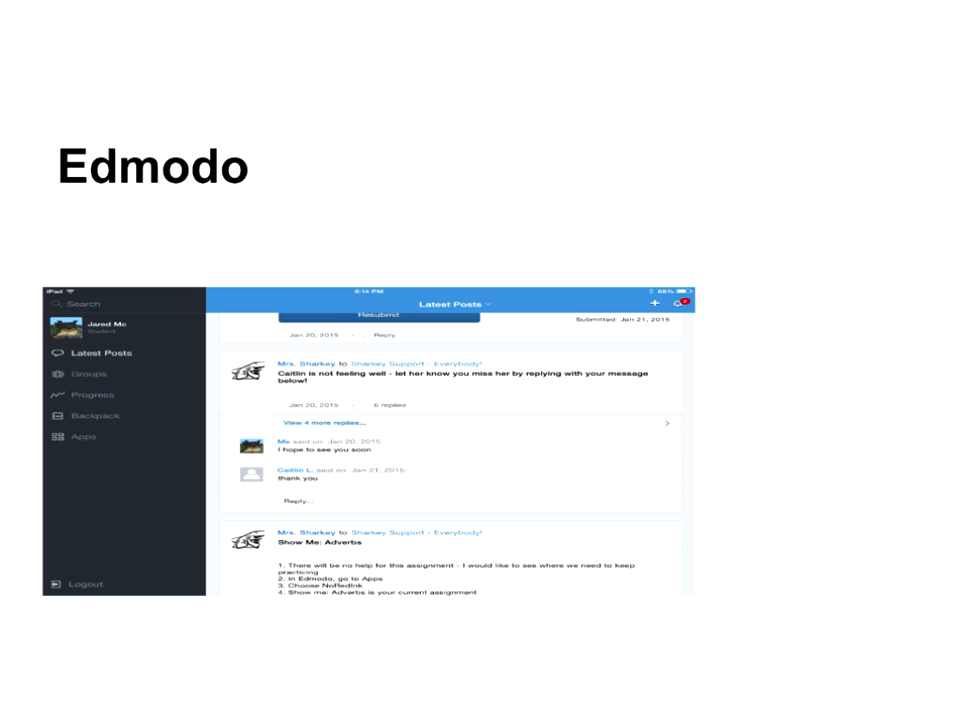 Edmodo
iPad 6:14 PM 68%
Search Latest Posts 2
Jared Mc
Student
Latest Posts
Groups
Progress
Backpack
Apps
Logout
Resubmit
Submitted: Jan 21, 2015
Jan 20, 2015 · Reply
Mrs. Sharkey to Sharkey Support - Everybody!
Caitlin is not feeling well - let her know you miss her by replying with your message
below!
Jan 20, 2015 · 6 replies
View 4 more replies...
Me said on Jan 20, 2015:
I hope to see you soon
Caitlin L. said on Jan 21, 2015:
thank you
Reply...
Mrs. Sharkey to Sharkey Support - Everybody!
Show Me: Adverbs
1. There will be no help for this assignment - I would like to see where we need to keep
practicing
2. In Edmodo, go to Apps
3. Choose NoRedInk
4. Show me: Adverbs is your current assignment